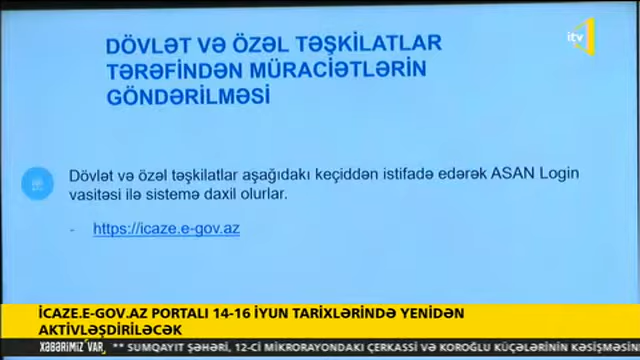 itv
DÖVLƏT VƏ ÖZƏL TƏŞKİLATLAR
TƏRƏFİNDƏN MÜRACİƏTLƏRİN
GÖNDƏRİLMƏSİ
Dövlət və özəl təşkilatlar aşağıdakı keçiddən istifadə edərək ASAN Login
vasitəsi ilə sistemə daxil olurlar.
- https://icaze.e-gov.az
İCAZE.E-GOV.AZ PORTALI 14-16 İYUN TARİXLƏRİNDƏ YENİDƏN
AKTİVLƏŞDİRİLƏCƏK
XƏBƏRİMİZ VAR ** SUMQAYIT ŞƏHƏRİ, 12-Cİ MİKRORAYONDAKI ÇERKASSİ VƏ KOROĞLU KÜÇƏLƏRİNİN KƏSİŞMƏSİN